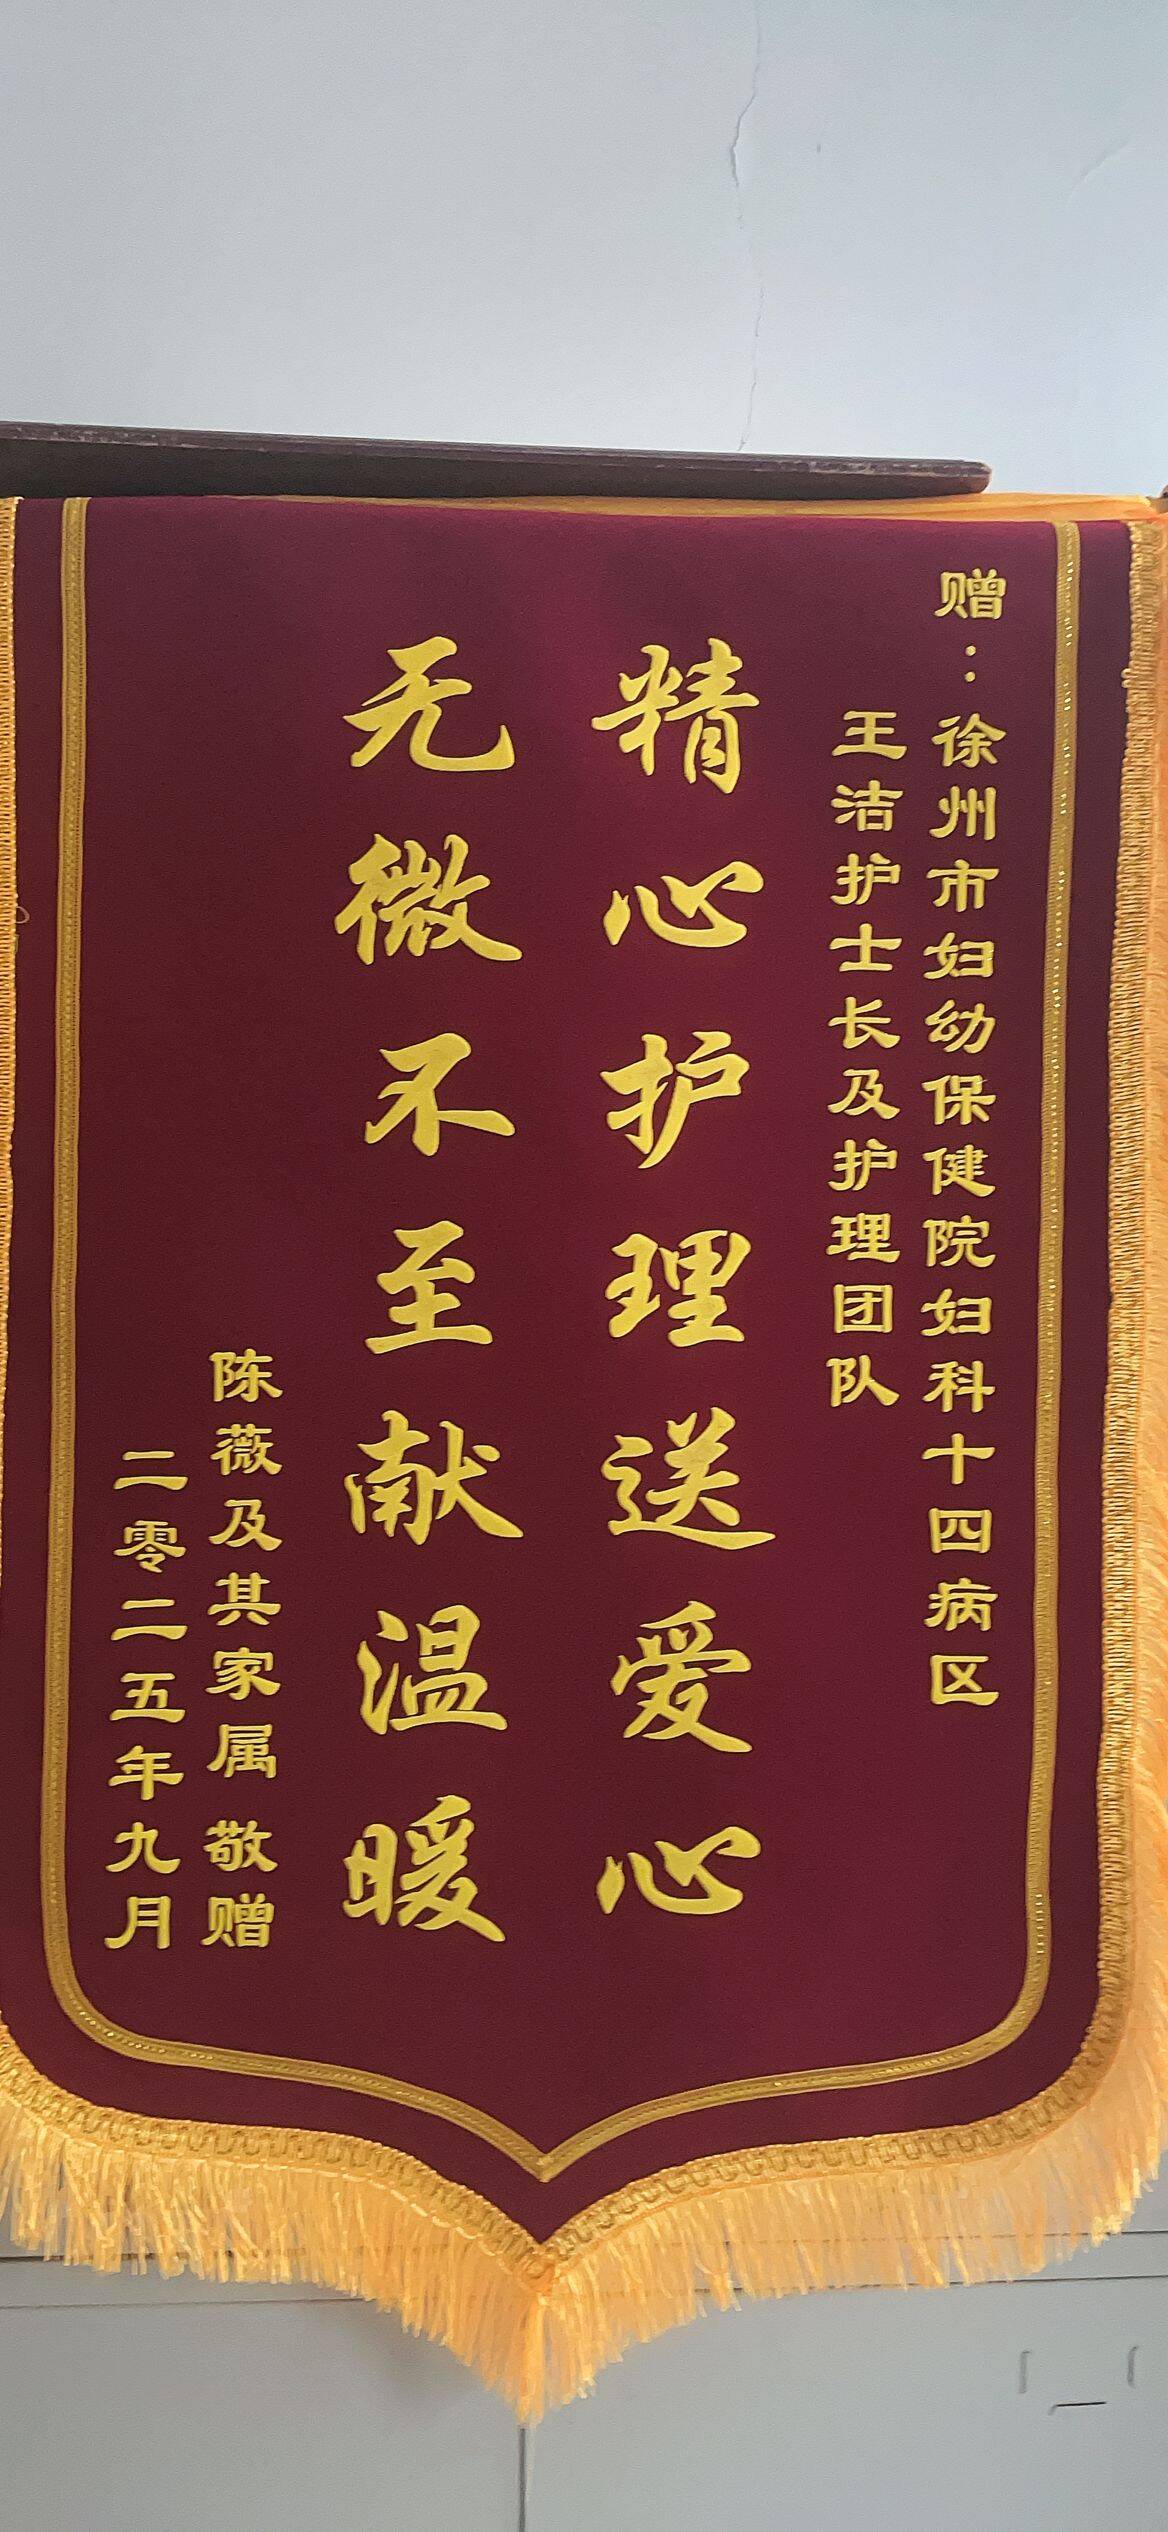 赠：徐州市妇幼保健院妇科十四病区
王洁护士长及护理团队
精心护理送爱心
无微不至献温暖
陈薇及其家属 敬赠
二零二五年九月